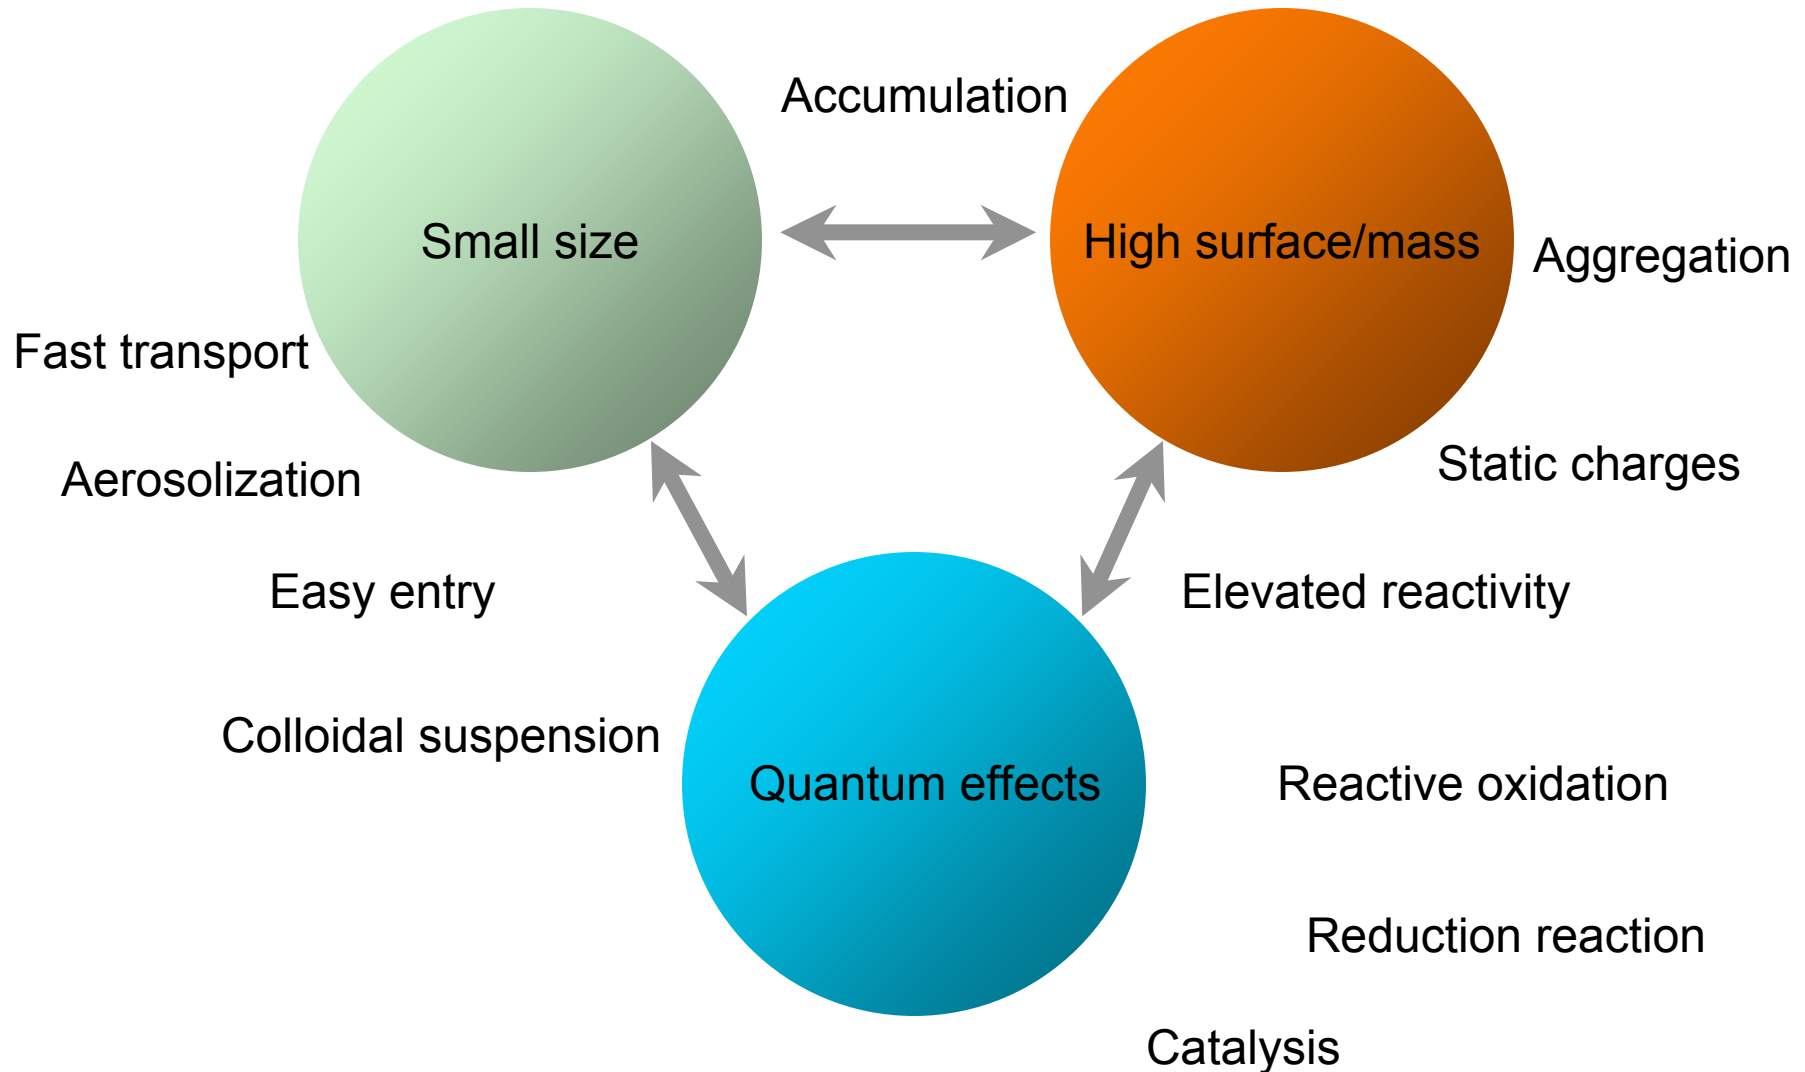 Accumulation
Small size
High surface/mass
Aggregation
Fast transport
Static charges
Aerosolization
Easy entry
Elevated reactivity
Colloidal suspension
Quantum effects
Reactive oxidation
Reduction reaction
Catalysis